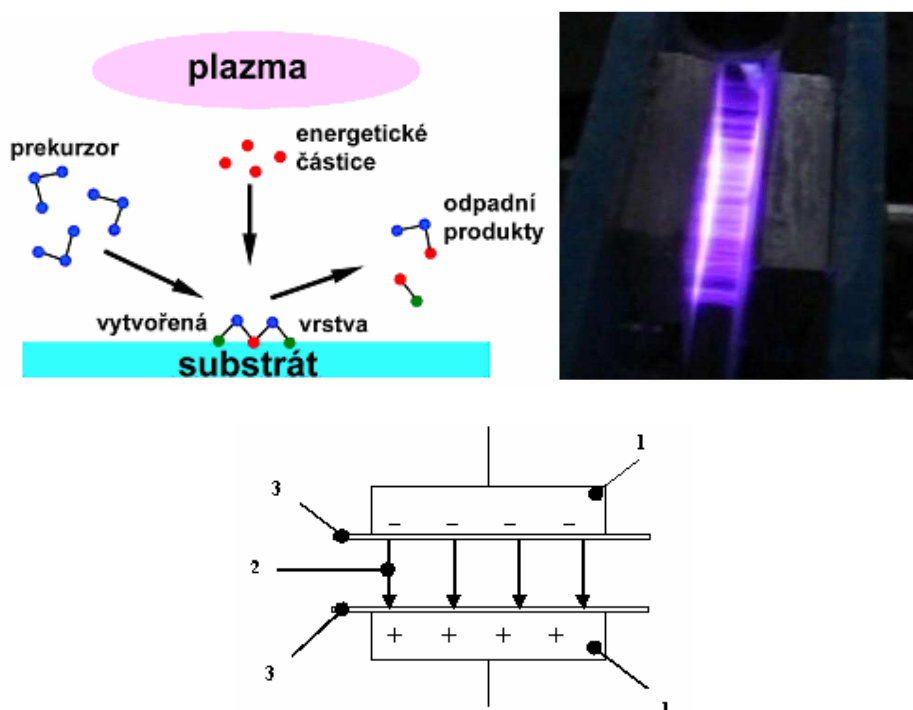 plazma
prekurzor
energetické
částice
odpadní
produkty
vytvořená
vrstva
substrát
1
3
− − − −
2
3
+ + + +
1